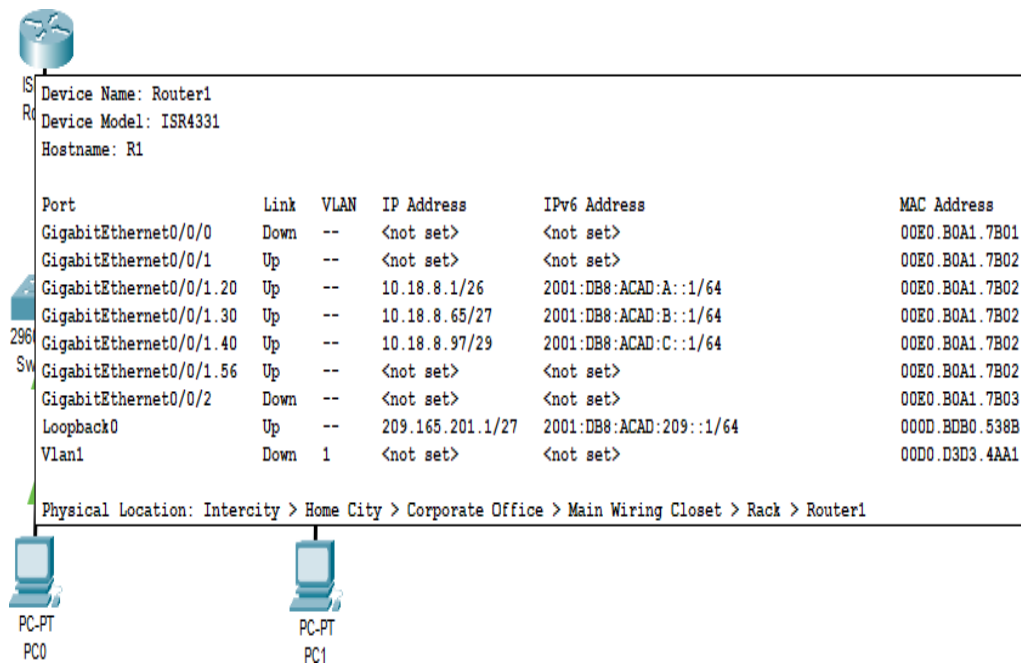 IS
Ro
Device Name: Router1
Device Model: ISR4331
Hostname: R1
Port Link VLAN IP Address IPv6 Address MAC Address
GigabitEthernet0/0/0 Down -- <not set> <not set> 00E0.B0A1.7B01
GigabitEthernet0/0/1 Up -- <not set> <not set> 00E0.B0A1.7B02
GigabitEthernet0/0/1.20 Up -- 10.18.8.1/26 2001:DB8:ACAD:A::1/64 00E0.B0A1.7B02
GigabitEthernet0/0/1.30 Up -- 10.18.8.65/27 2001:DB8:ACAD:B::1/64 00E0.B0A1.7B02
296
GigabitEthernet0/0/1.40 Up -- 10.18.8.97/29 2001:DB8:ACAD:C::1/64 00E0.B0A1.7B02
Sw
GigabitEthernet0/0/1.56 Up -- <not set> <not set> 00E0.B0A1.7B02
GigabitEthernet0/0/2 Down -- <not set> <not set> 00E0.B0A1.7B03
Loopback0 Up -- 209.165.201.1/27 2001:DB8:ACAD:209::1/64 000D.BDB0.538B
Vlan1 Down 1 <not set> <not set> 00D0.D3D3.4AA1
Physical Location: Intercity > Home City > Corporate Office > Main Wiring Closet > Rack > Router1
PC-PT
PC0
PC-PT
PC1